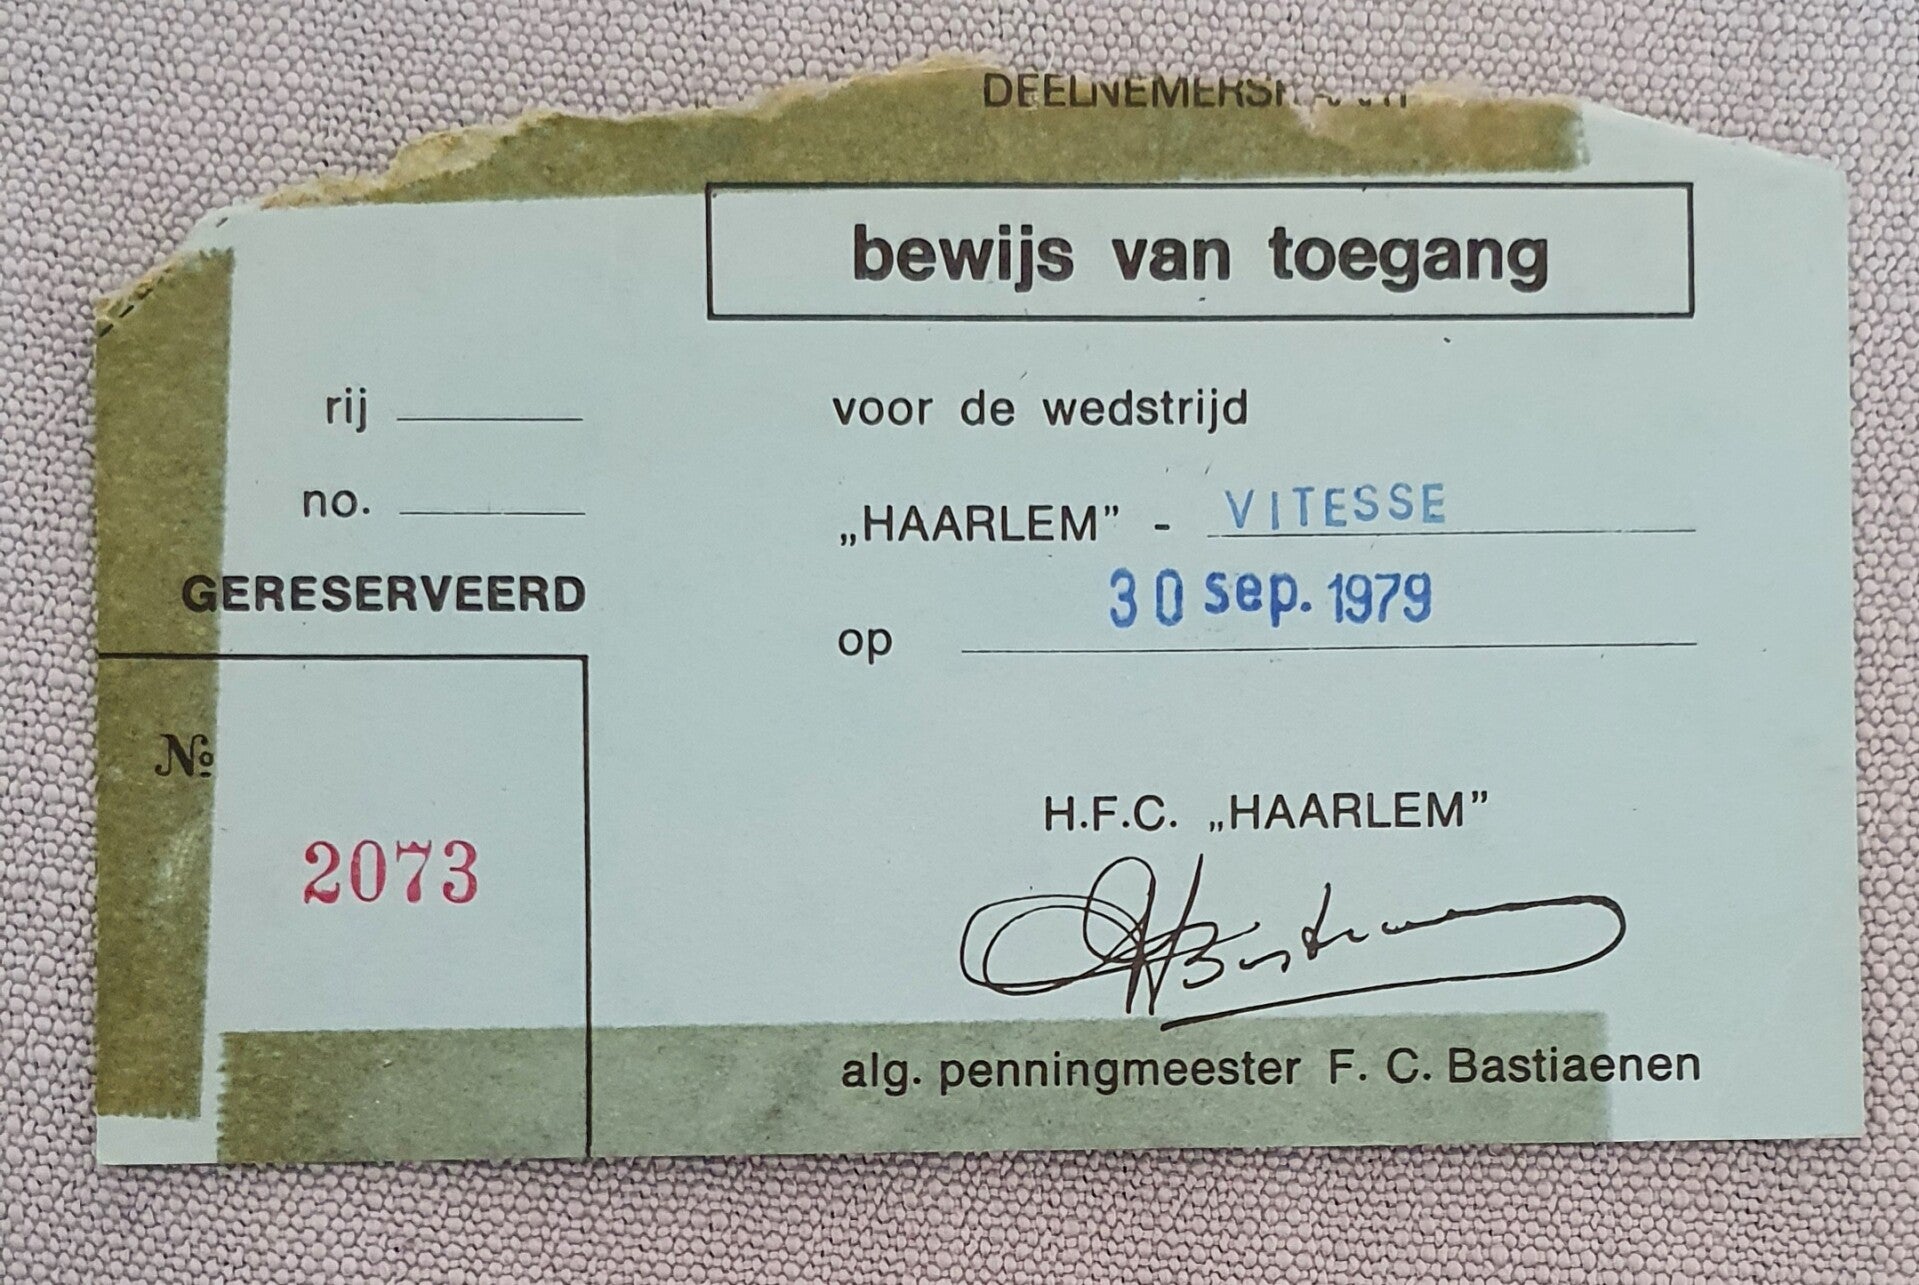 bewijs van toegang
rij
no.
GERESERVEERD
№
2073
voor de wedstrijd
„HAARLEM” - VITESSE
op 30 sep. 1979
H.F.C. „HAARLEM”
alg. penningmeester F. C. Bastiaenen